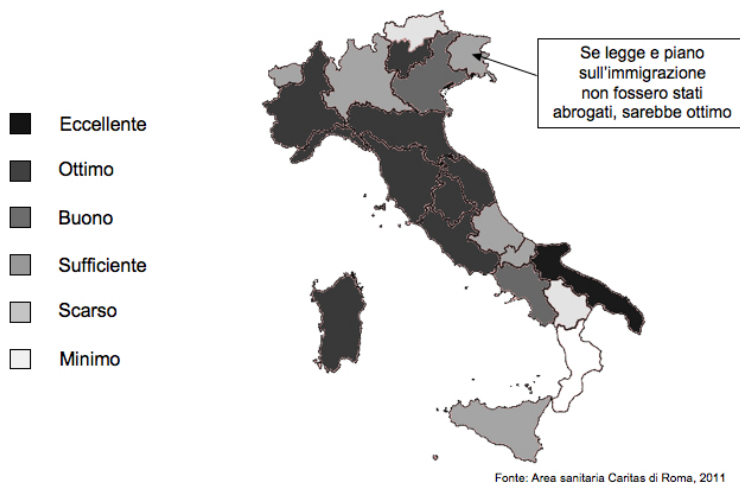 Se legge e piano
sull'immigrazione
non fossero stati
abrogati, sarebbe ottimo
Eccellente
Ottimo
Buono
Sufficiente
Scarso
Minimo
Fonte: Area sanitaria Caritas di Roma, 2011